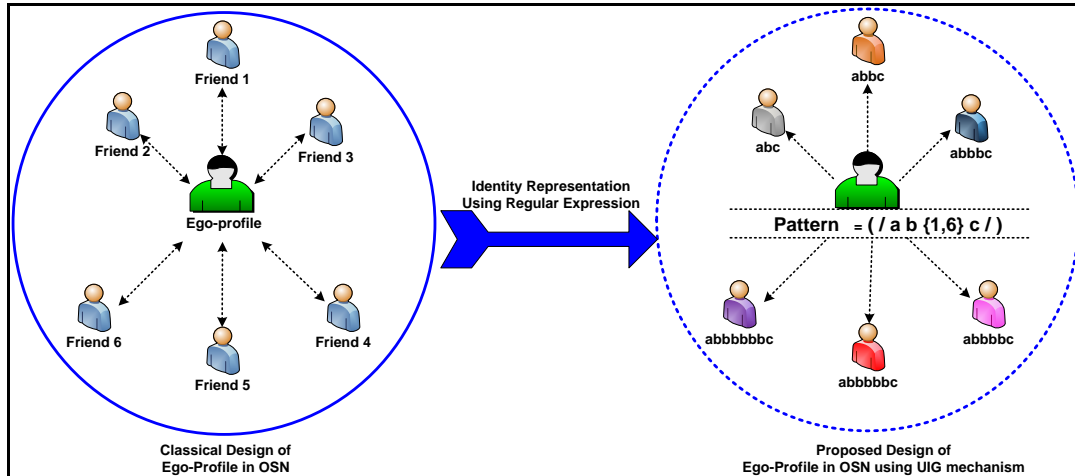 Friend 1
Friend 2
Friend 3
Ego-profile
Friend 6
Friend 4
Friend 5
Classical Design of
Ego-Profile in OSN
Identity Representation
Using Regular Expression
abbc
abc
abbbc
Pattern = ( / a b {1,6} c / )
abbbbbbc
abbbbc
abbbbbc
Proposed Design of
Ego-Profile in OSN using UIG mechanism